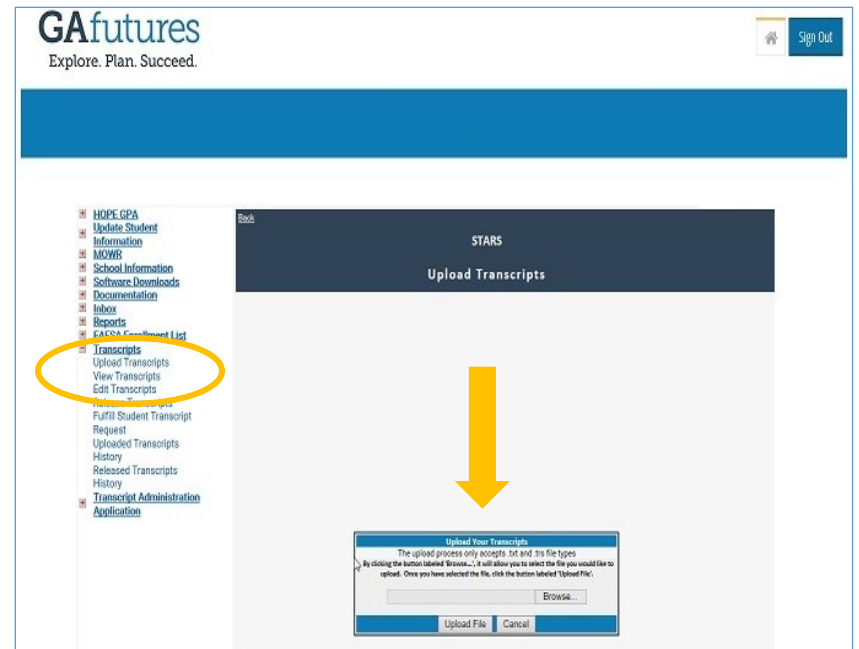 GAfutures
Explore. Plan. Succeed.
Sign Out
HOPE GPA
Update Student
Information
MOWR
School Information
Software Downloads
Documentation
Inbox
Reports
FAFSA Enrollment List
Transcripts
Upload Transcripts
View Transcripts
Edit Transcripts
Release Transcripts
Fulfill Student Transcript
Request
Uploaded Transcripts
History
Released Transcripts
History
Transcript Administration
Application
Back
STARS
Upload Transcripts
Upload Your Transcripts
The upload process only accepts .txt and .trs file types
By clicking the button labeled 'Browse...', it will allow you to select the file you would like to
upload. Once you have selected the file, click the button labeled 'Upload File'.
Browse...
Upload File Cancel